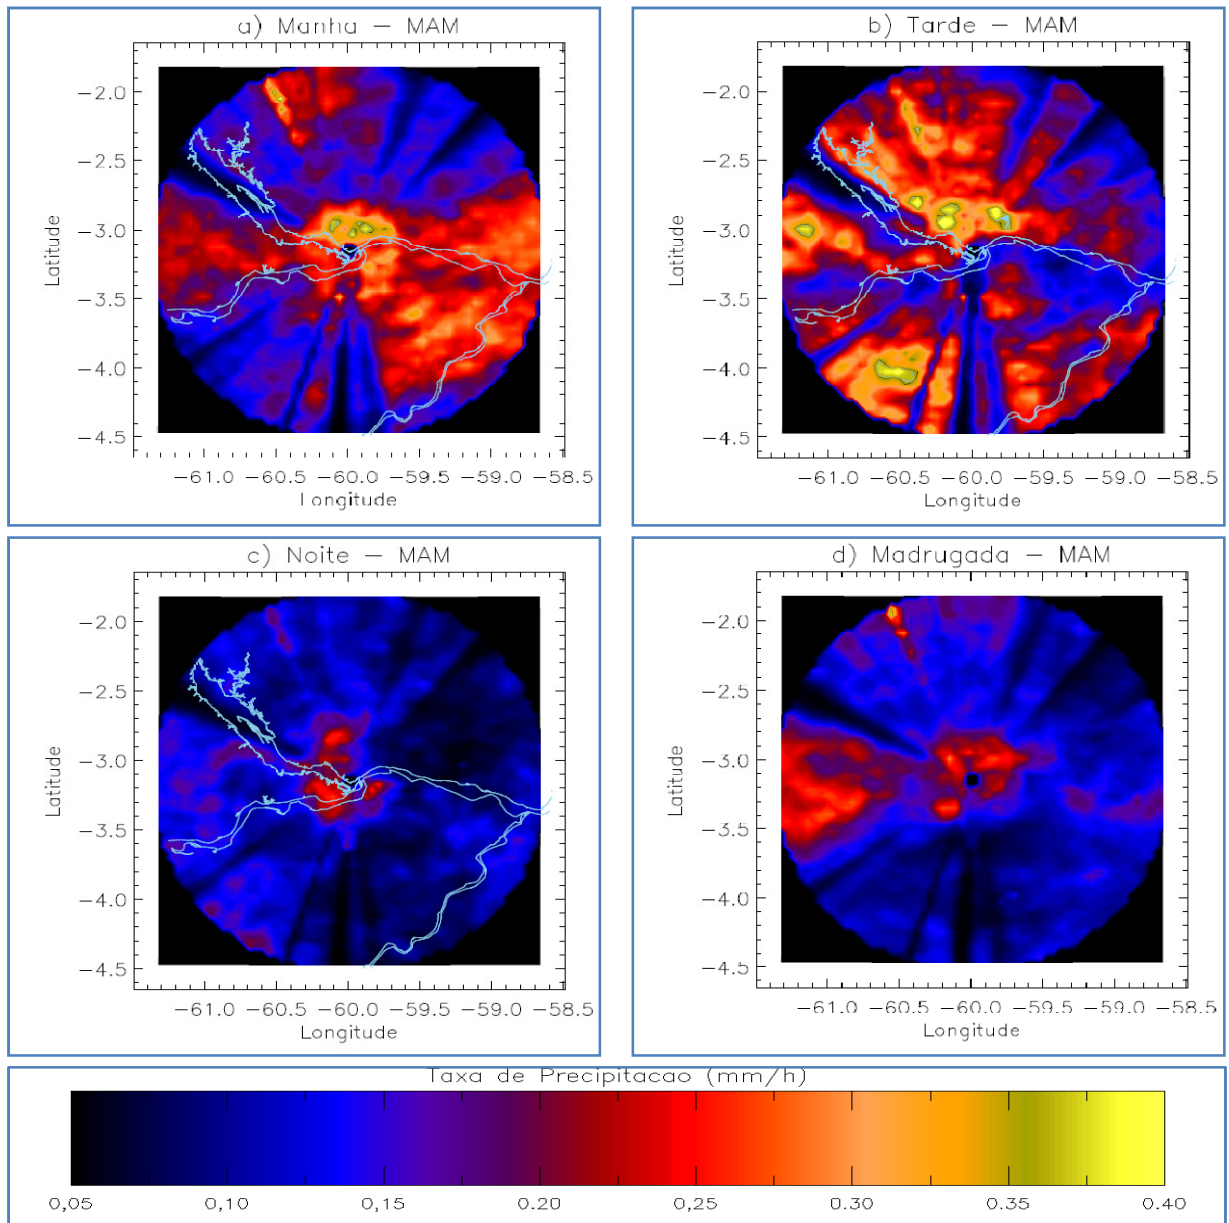 a) Manha – MAM
Latitude
−2.0
−2.5
−3.0
−3.5
−4.0
−4.5
−61.0 −60.5 −60.0 −59.5 −59.0 −58.5
Longitude
b) Tarde – MAM
Latitude
−2.0
−2.5
−3.0
−3.5
−4.0
−4.5
−61.0 −60.5 −60.0 −59.5 −59.0 −58.5
Longitude
c) Noite – MAM
Latitude
−2.0
−2.5
−3.0
−3.5
−4.0
−4.5
−61.0 −60.5 −60.0 −59.5 −59.0 −58.5
Longitude
d) Madrugada – MAM
Latitude
−2.0
−2.5
−3.0
−3.5
−4.0
−4.5
−61.0 −60.5 −60.0 −59.5 −59.0 −58.5
Longitude
Taxa de Precipitacao (mm/h)
0,05 0,10 0,15 0.20 0,25 0.30 0.35 0.40